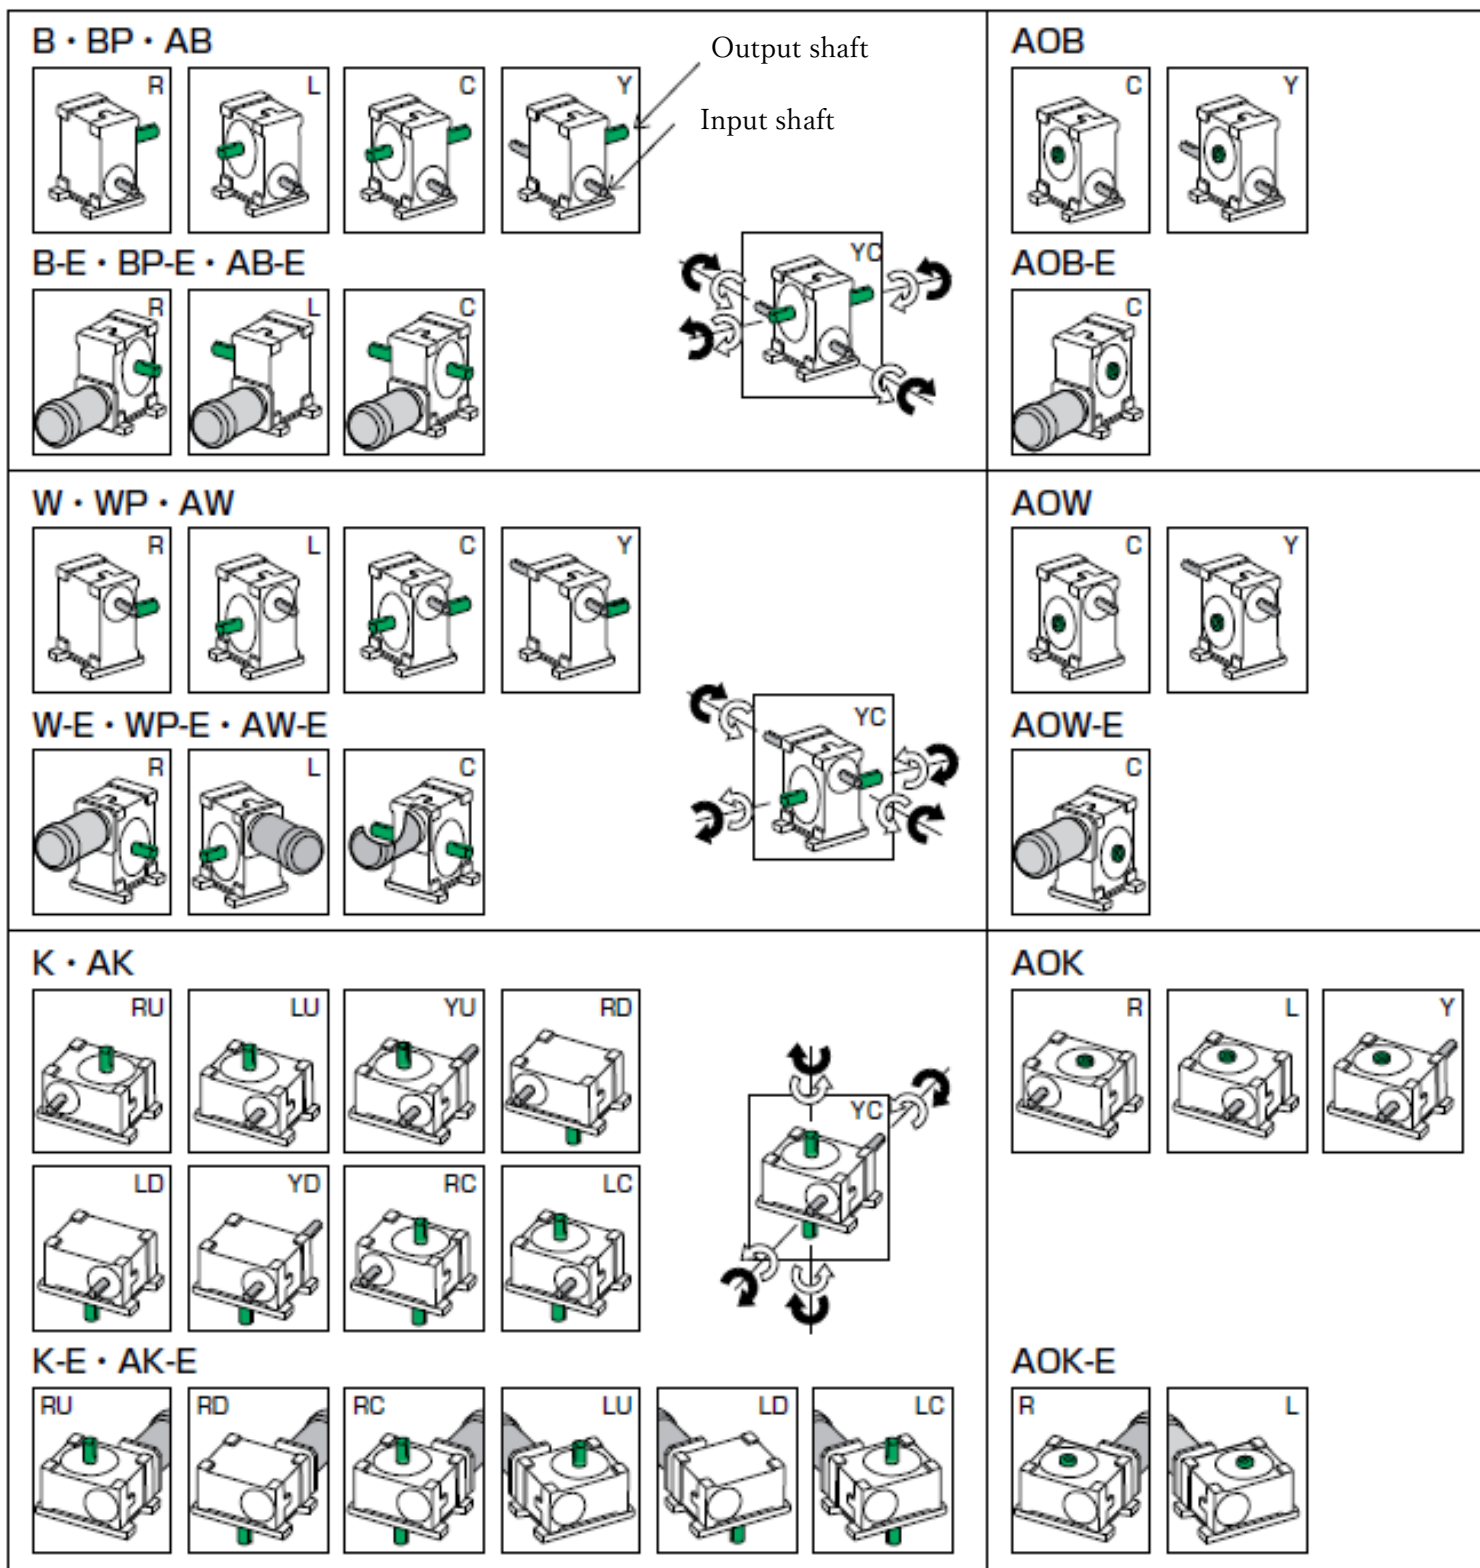 B・BP・AB
R
L
C
Y
Output shaft
Input shaft
AOB
C
Y
B-E・BP-E・AB-E
R
L
C
YC
AOB-E
C
W・WP・AW
R
L
C
Y
AOW
C
Y
W-E・WP-E・AW-E
R
L
C
YC
AOW-E
C
K・AK
RU
LU
YU
RD
YC
AOK
R
L
Y
LD
YD
RC
LC
K-E・AK-E
RU
RD
RC
LU
LD
LC
AOK-E
R
L